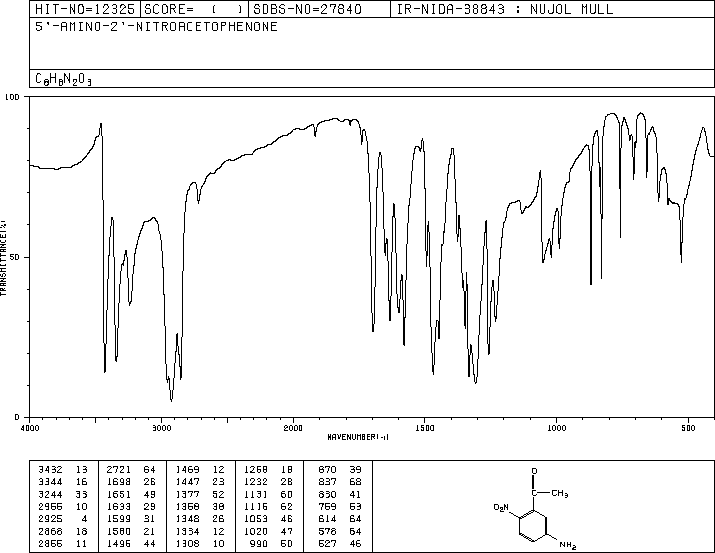 HIT-NO=12325 SCORE= ( ) SDBS-NO=27840 IR-NIDA-38843 : NUJOL MULL
5'-AMINO-2'-NITROACETOPHENONE
C8H8N2O3
100
50
0
TRANSMITTANCE(%)
4000 3000 2000 1500 1000 500
WAVENUMBER(-1)
3432 13 2721 64 1469 12 1258 18 870 39
3344 16 1698 26 1447 23 1232 28 837 68
3244 33 1651 49 1377 52 1131 60 830 41
2955 10 1633 29 1358 38 1116 62 759 53
2925 4 1599 31 1348 26 1053 46 614 64
2868 18 1580 21 1334 12 1020 47 578 64
2855 11 1495 44 1308 10 990 50 527 46
O
C—CH3
O2N
NH2